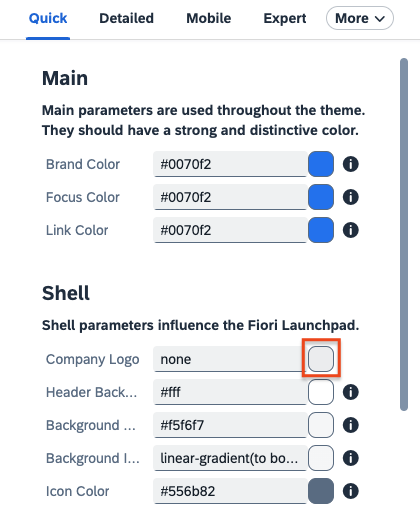 Quick Detailed Mobile Expert More
Main
Main parameters are used throughout the theme.
They should have a strong and distinctive color.
Brand Color #0070f2
Focus Color #0070f2
Link Color #0070f2
Shell
Shell parameters influence the Fiori Launchpad.
Company Logo none
Header Back... #fff
Background ... #f5f6f7
Background I... linear-gradient(to bo...
Icon Color #556b82